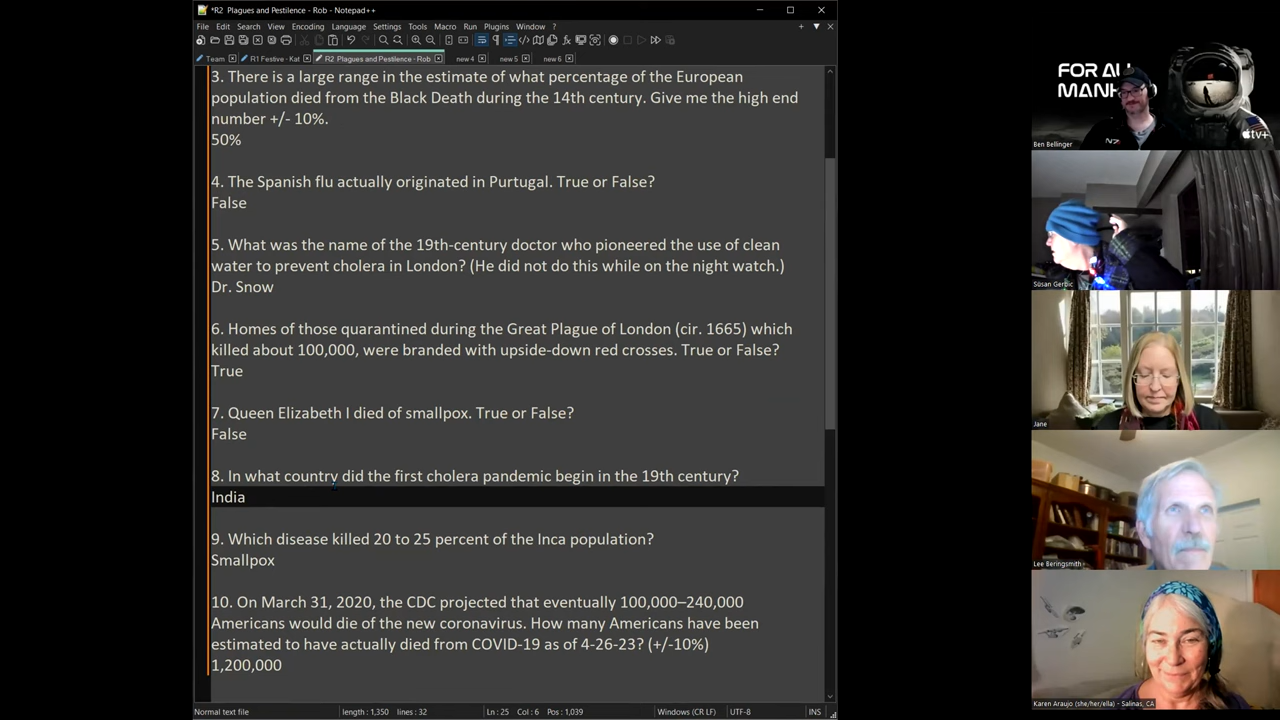 *R2 Plagues and Pestilence - Rob - Notepad++
File Edit Search View Encoding Language Settings Tools Macro Run Plugins Window ?
Team R1 Festive - Kat R2 Plagues and Pestilence - Rob new 4 new 5 new 6
3. There is a large range in the estimate of what percentage of the European
population died from the Black Death during the 14th century. Give me the high end
number +/- 10%.
50%
4. The Spanish flu actually originated in Purtugal. True or False?
False
5. What was the name of the 19th-century doctor who pioneered the use of clean
water to prevent cholera in London? (He did not do this while on the night watch.)
Dr. Snow
6. Homes of those quarantined during the Great Plague of London (cir. 1665) which
killed about 100,000, were branded with upside-down red crosses. True or False?
True
7. Queen Elizabeth I died of smallpox. True or False?
False
8. In what country did the first cholera pandemic begin in the 19th century?
India
9. Which disease killed 20 to 25 percent of the Inca population?
Smallpox
10. On March 31, 2020, the CDC projected that eventually 100,000–240,000
Americans would die of the new coronavirus. How many Americans have been
estimated to have actually died from COVID-19 as of 4-26-23? (+/-10%)
1,200,000
Normal text file length : 1,350 lines : 32 Ln : 25 Col : 6 Pos : 1,039 Windows (CR LF) UTF-8 INS
FOR ALL
MANKIND
tv+
N7
Ben Bellinger
Susan Gerbic
Jane
Lee Beringsmith
Karen Araujo (she/her/ella) - Salinas, CA